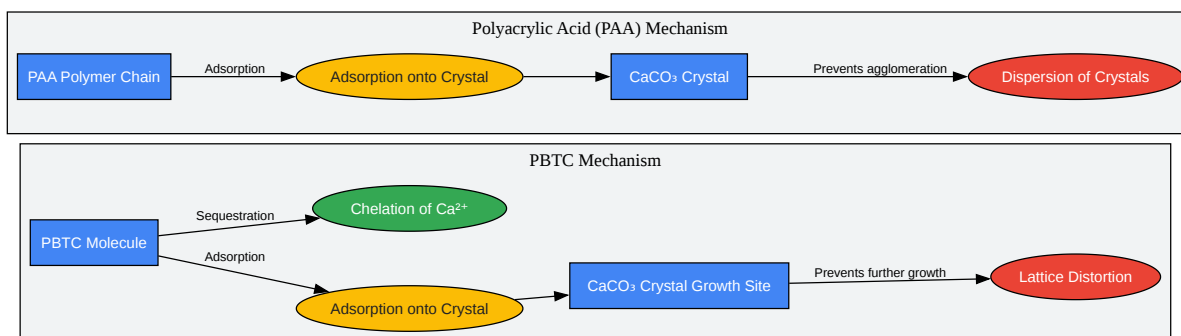 Polyacrylic Acid (PAA) Mechanism
PAA Polymer Chain
Adsorption
Adsorption onto Crystal
CaCO₃ Crystal
Prevents agglomeration
Dispersion of Crystals
PBTC Mechanism
PBTC Molecule
Sequestration
Chelation of Ca²⁺
Adsorption
Adsorption onto Crystal
CaCO₃ Crystal Growth Site
Prevents further growth
Lattice Distortion